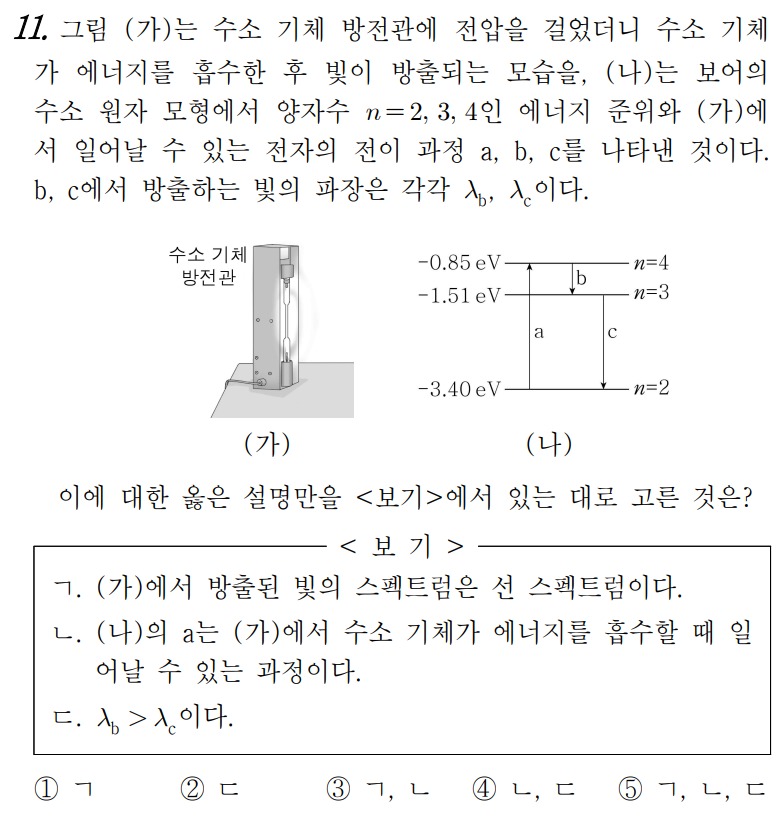 11. 그림 (가)는 수소 기체 방전관에 전압을 걸었더니 수소 기체
가 에너지를 흡수한 후 빛이 방출되는 모습을, (나)는 보어의
수소 원자 모형에서 양자수 n=2, 3, 4인 에너지 준위와 (가)에
서 일어날 수 있는 전자의 전이 과정 a, b, c를 나타낸 것이다.
b, c에서 방출하는 빛의 파장은 각각 λb, λc이다.
수소 기체
방전관
(가)
-0.85 eV n=4
b
-1.51 eV n=3
a c
-3.40 eV n=2
(나)
이에 대한 옳은 설명만을 <보기>에서 있는 대로 고른 것은?
< 보 기 >
ㄱ. (가)에서 방출된 빛의 스펙트럼은 선 스펙트럼이다.
ㄴ. (나)의 a는 (가)에서 수소 기체가 에너지를 흡수할 때 일
어날 수 있는 과정이다.
ㄷ. λb > λc이다.
① ㄱ ② ㄷ ③ ㄱ, ㄴ ④ ㄴ, ㄷ ⑤ ㄱ, ㄴ, ㄷ